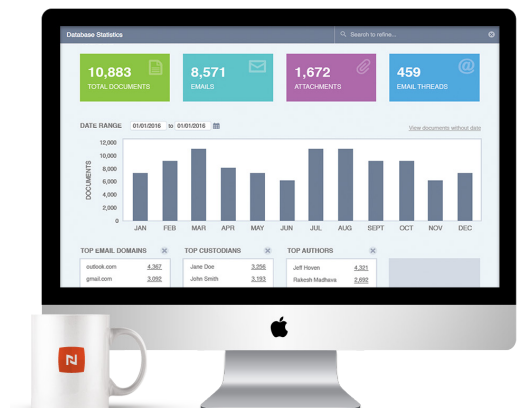 Database Statistics
Search to refine...
10,883
TOTAL DOCUMENTS
8,571
EMAILS
1,672
ATTACHMENTS
459
EMAIL THREADS
DATE RANGE 01/01/2016 to 01/01/2016
View documents without date
DOCUMENTS
12,000
10,000
8,000
6,000
4,000
2,000
0
JAN FEB MAR APR MAY JUN JUL AUG SEPT OCT NOV DEC
TOP EMAIL DOMAINS
outlook.com 4,367
gmail.com 3,092
TOP CUSTODIANS
Jane Doe 3,256
John Smith 3,193
TOP AUTHORS
Jeff Hoven 4,321
Rakesh Madhava 2,692